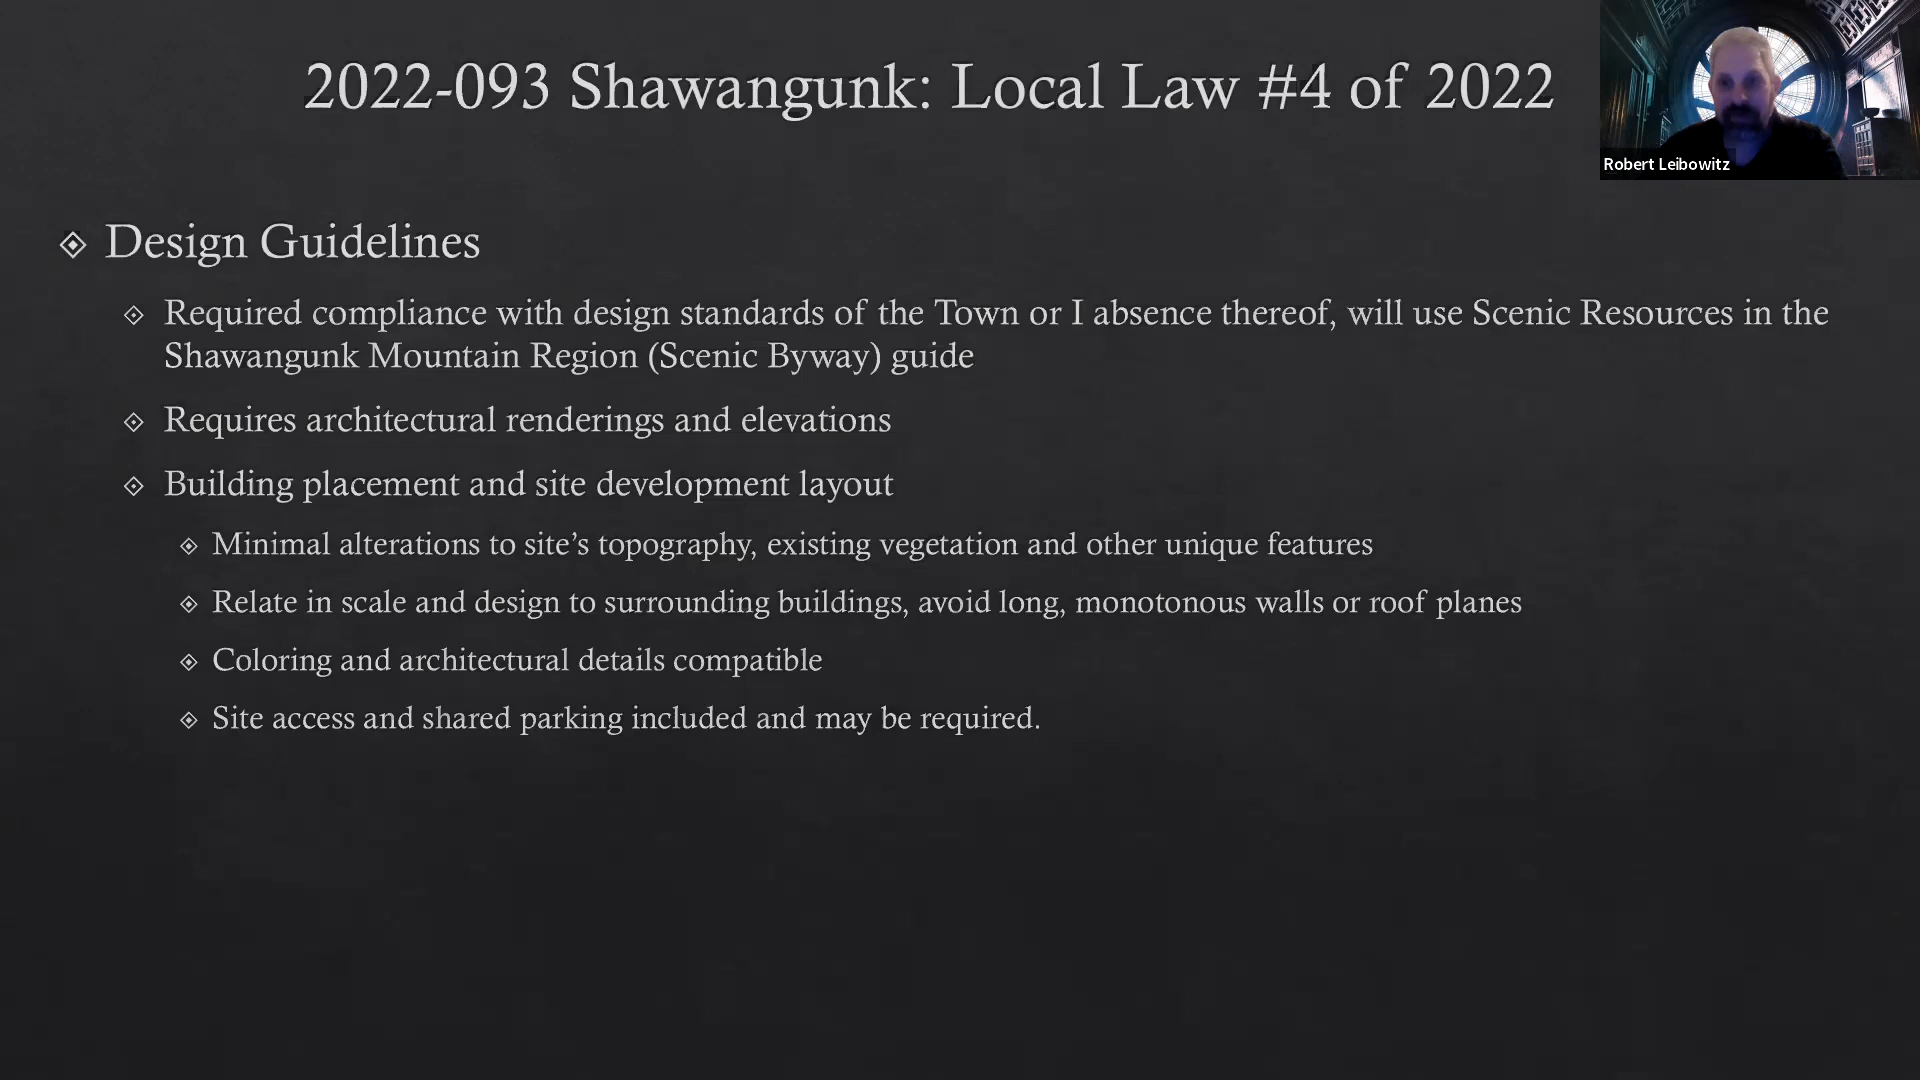 2022-093 Shawangunk: Local Law #4 of 2022
Robert Leibowitz
Design Guidelines
Required compliance with design standards of the Town or I absence thereof, will use Scenic Resources in the
Shawangunk Mountain Region (Scenic Byway) guide
Requires architectural renderings and elevations
Building placement and site development layout
Minimal alterations to site’s topography, existing vegetation and other unique features
Relate in scale and design to surrounding buildings, avoid long, monotonous walls or roof planes
Coloring and architectural details compatible
Site access and shared parking included and may be required.